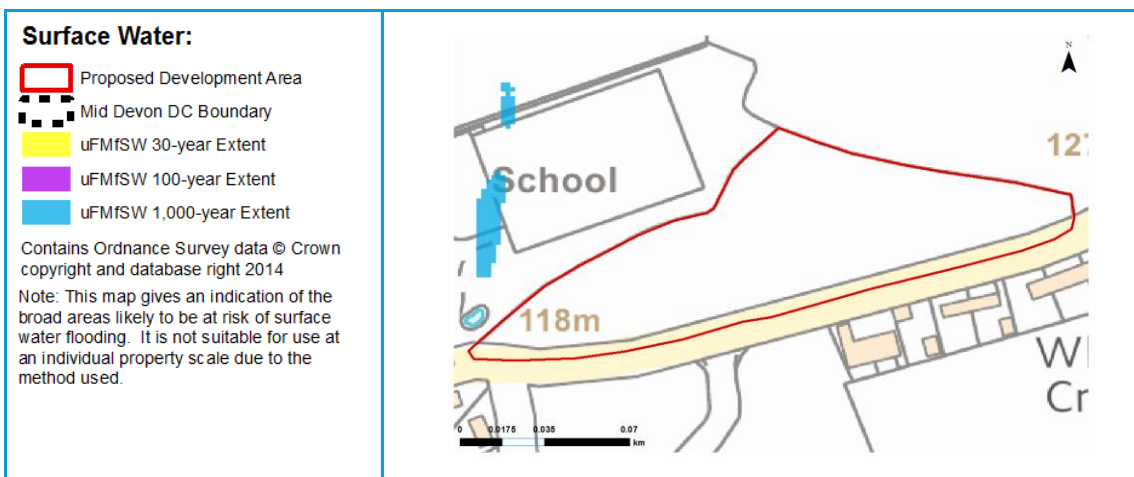 Surface Water:
Proposed Development Area
Mid Devon DC Boundary
uFMfSW 30-year Extent
uFMfSW 100-year Extent
uFMfSW 1,000-year Extent
Contains Ordnance Survey data © Crown
copyright and database right 2014
Note: This map gives an indication of the
broad areas likely to be at risk of surface
water flooding. It is not suitable for use at
an individual property scale due to the
method used.
N
127
School
118m
Cr
0 0.0175 0.035 0.07
km